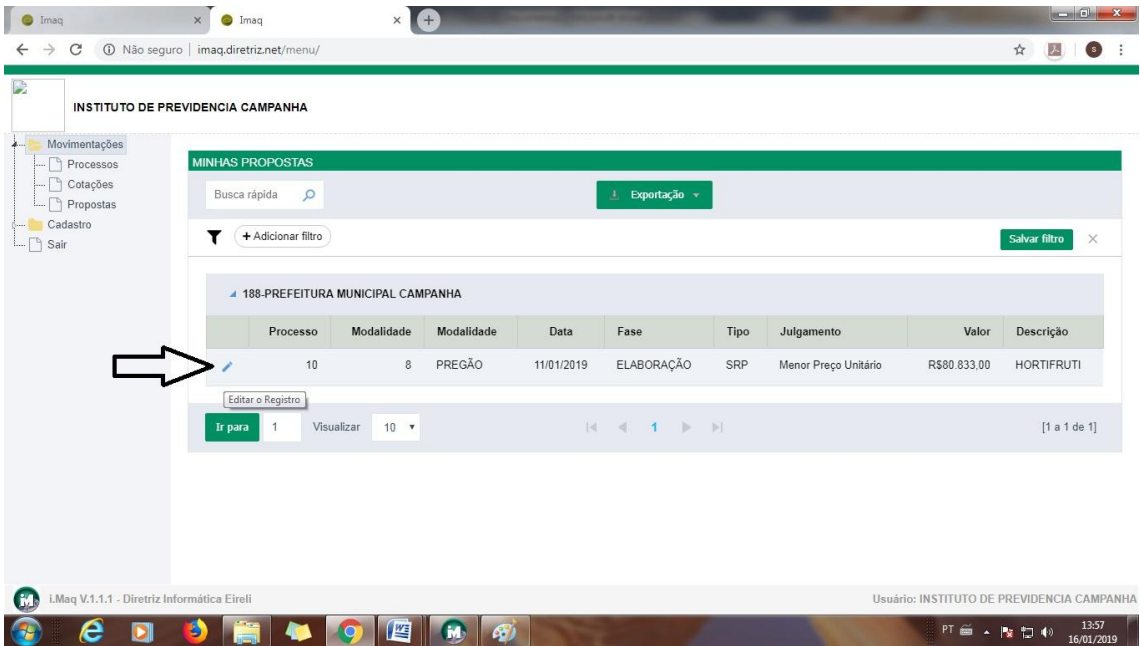 Imaq
Imaq
Não seguro | imaq.diretriz.net/menu/
INSTITUTO DE PREVIDENCIA CAMPANHA
Movimentações
Processos
Cotações
Propostas
Cadastro
Sair
MINHAS PROPOSTAS
Busca rápida
Exportação
+ Adicionar filtro
Salvar filtro
188-PREFEITURA MUNICIPAL CAMPANHA
Processo Modalidade Modalidade Data Fase Tipo Julgamento Valor Descrição
10 8 PREGÃO 11/01/2019 ELABORAÇÃO SRP Menor Preço Unitário R$80.833,00 HORTIFRUTI
Editar o Registro
Ir para 1 Visualizar 10 1 [1 a 1 de 1]
i.Maq V.1.1.1 - Diretriz Informática Eireli
Usuário: INSTITUTO DE PREVIDENCIA CAMPANHA
PT
13:57
16/01/2019